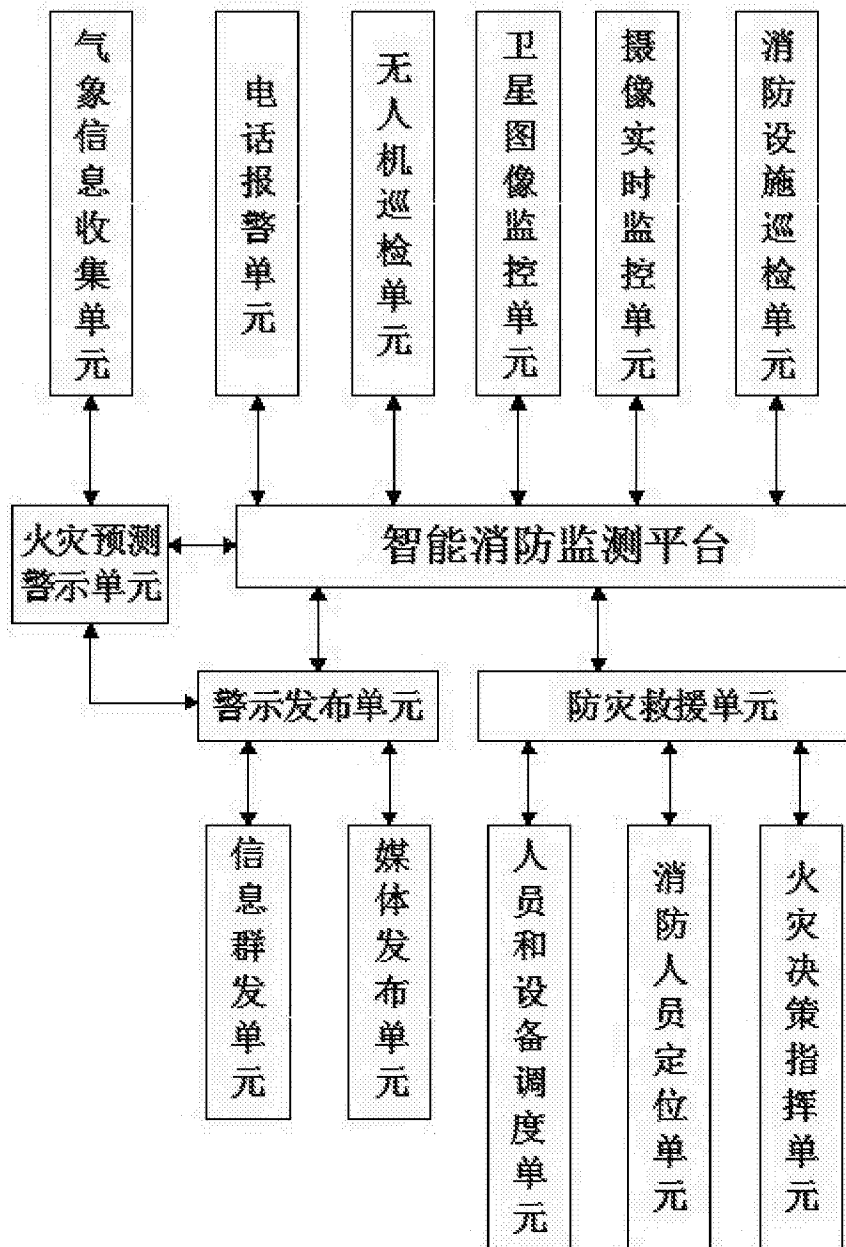 气象信息收集单元
电话报警单元
无人机巡检单元
卫星图像监控单元
摄像实时监控单元
消防设施巡检单元
火灾预测
警示单元
智能消防监测平台
警示发布单元
防灾救援单元
信息群发单元
媒体发布单元
人员和设备调度单元
消防人员定位单元
火灾决策指挥单元